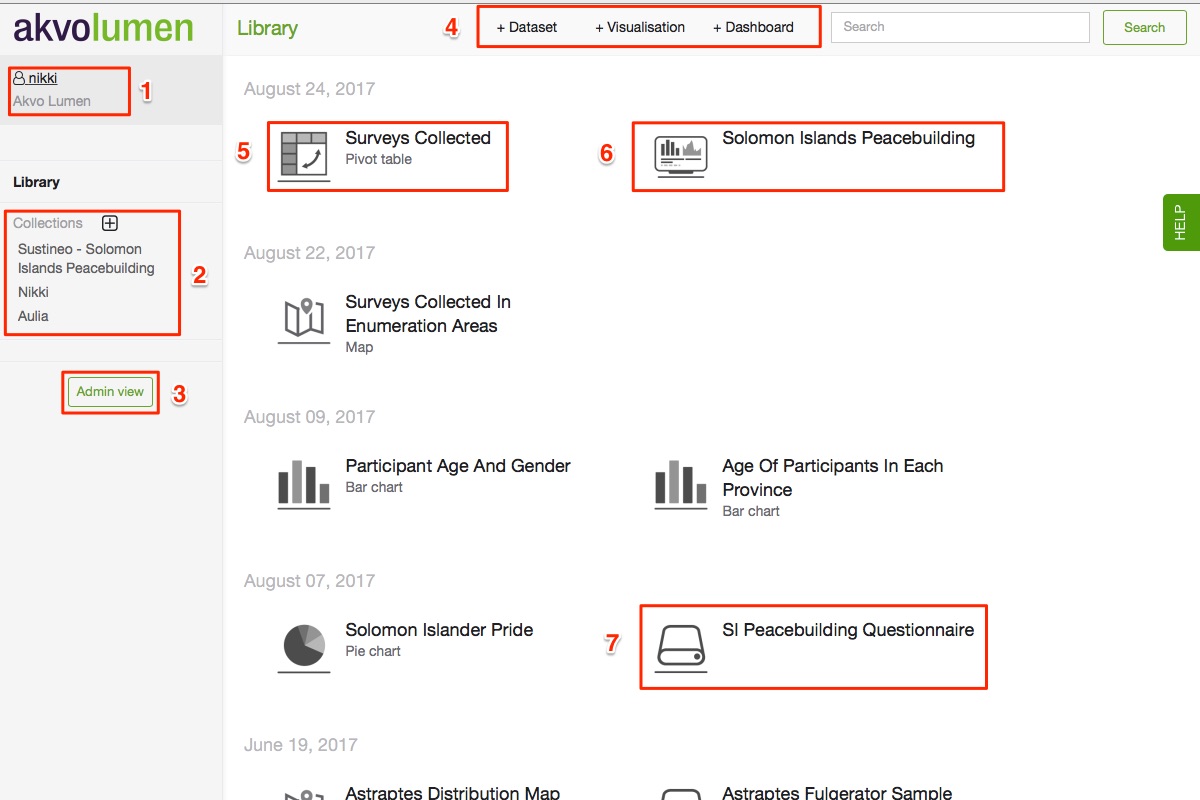 akvolumen
Library
4
+ Dataset
+ Visualisation
+ Dashboard
Search
Search
nikki
Akvo Lumen
1
Library
Collections
Sustineo - Solomon
Islands Peacebuilding
Nikki
Aulia
2
Admin view
3
August 24, 2017
5
Surveys Collected
Pivot table
6
Solomon Islands Peacebuilding
HELP
August 22, 2017
Surveys Collected In
Enumeration Areas
Map
August 09, 2017
Participant Age And Gender
Bar chart
Age Of Participants In Each
Province
Bar chart
August 07, 2017
Solomon Islander Pride
Pie chart
7
SI Peacebuilding Questionnaire
June 19, 2017
Astraptes Distribution Map
Astraptes Fulgerator Sample